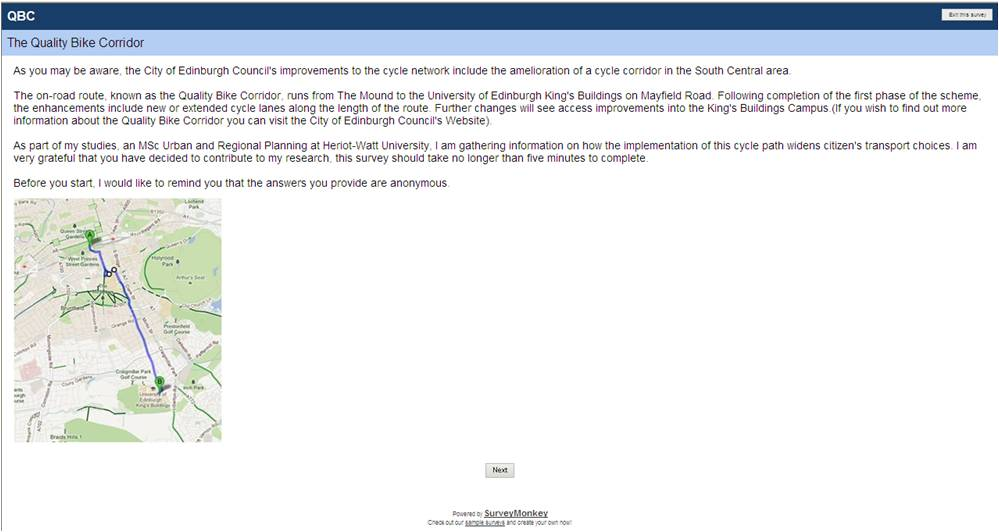 QBC
Exit this survey
The Quality Bike Corridor
As you may be aware, the City of Edinburgh Council's improvements to the cycle network include the amelioration of a cycle corridor in the South Central area.
The on-road route, known as the Quality Bike Corridor, runs from The Mound to the University of Edinburgh King's Buildings on Mayfield Road. Following completion of the first phase of the scheme,
the enhancements include new or extended cycle lanes along the length of the route. Further changes will see access improvements into the King's Buildings Campus.(If you wish to find out more
information about the Quality Bike Corridor you can visit the City of Edinburgh Council's Website).
As part of my studies, an MSc Urban and Regional Planning at Heriot-Watt University, I am gathering information on how the implementation of this cycle path widens citizen's transport choices. I am
very grateful that you have decided to contribute to my research, this survey should take no longer than five minutes to complete.
Before you start, I would like to remind you that the answers you provide are anonymous.
Lochend
Park
Queen Street
Gardens
A
West Princes
Street Gardens
Holyrood
Park
Arthur's Seat
Bruntsfield
Grange Rd
Prestonfield
Golf Course
Craigmillar Park
Golf Course
Cluny Gardens
B
University of
Edinburgh
King's Buildings
Inch Park
Braids Hills
Next
Powered by SurveyMonkey
Check out our sample surveys and create your own now!